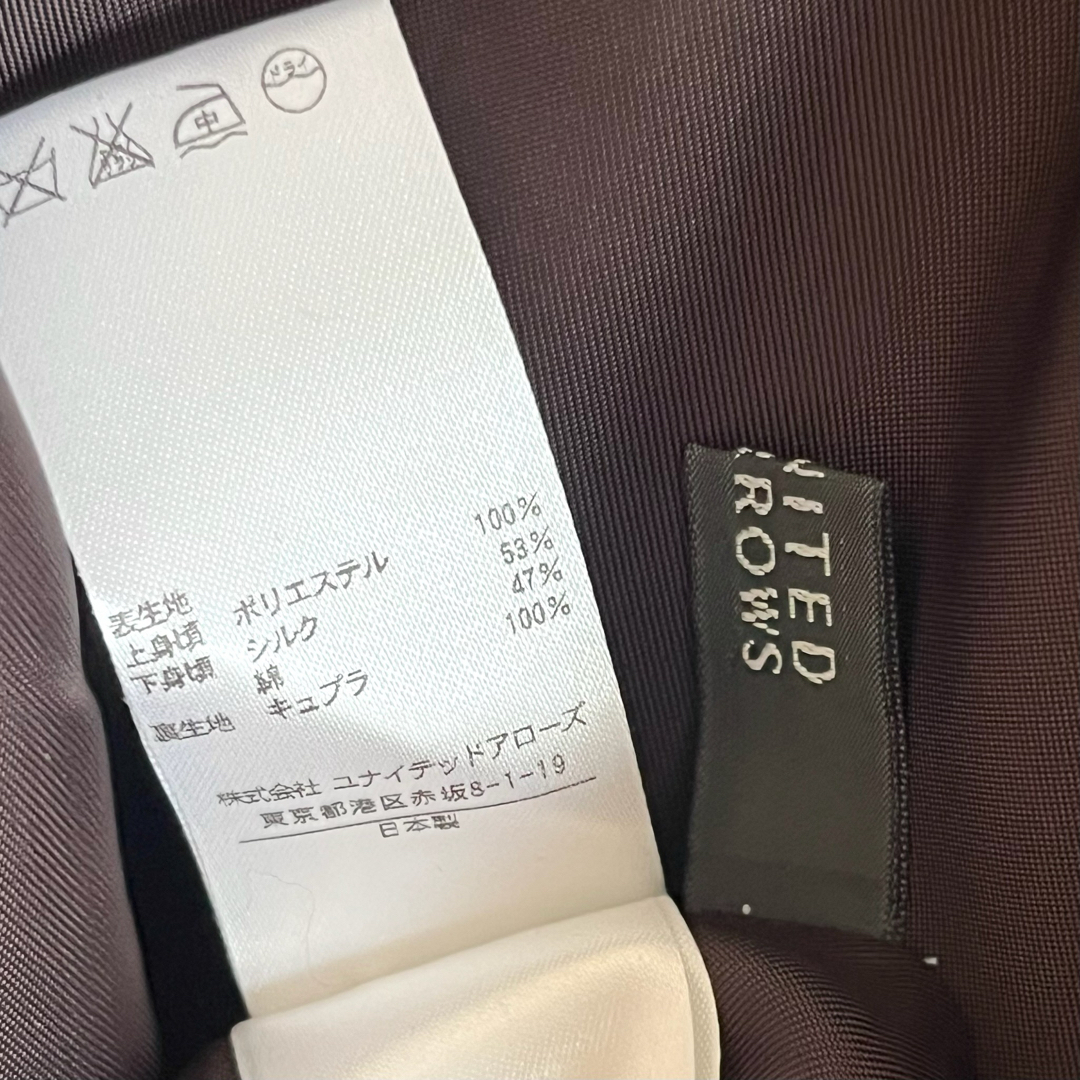 ドライ
中
表生地
上身頃 ポリエステル 100%
下身頃 シルク 53%
綿 47%
裏生地 キュプラ 100%
株式会社 ユナイテッドアローズ
東京都港区赤坂8-1-19
日本製
NITED
RROWS